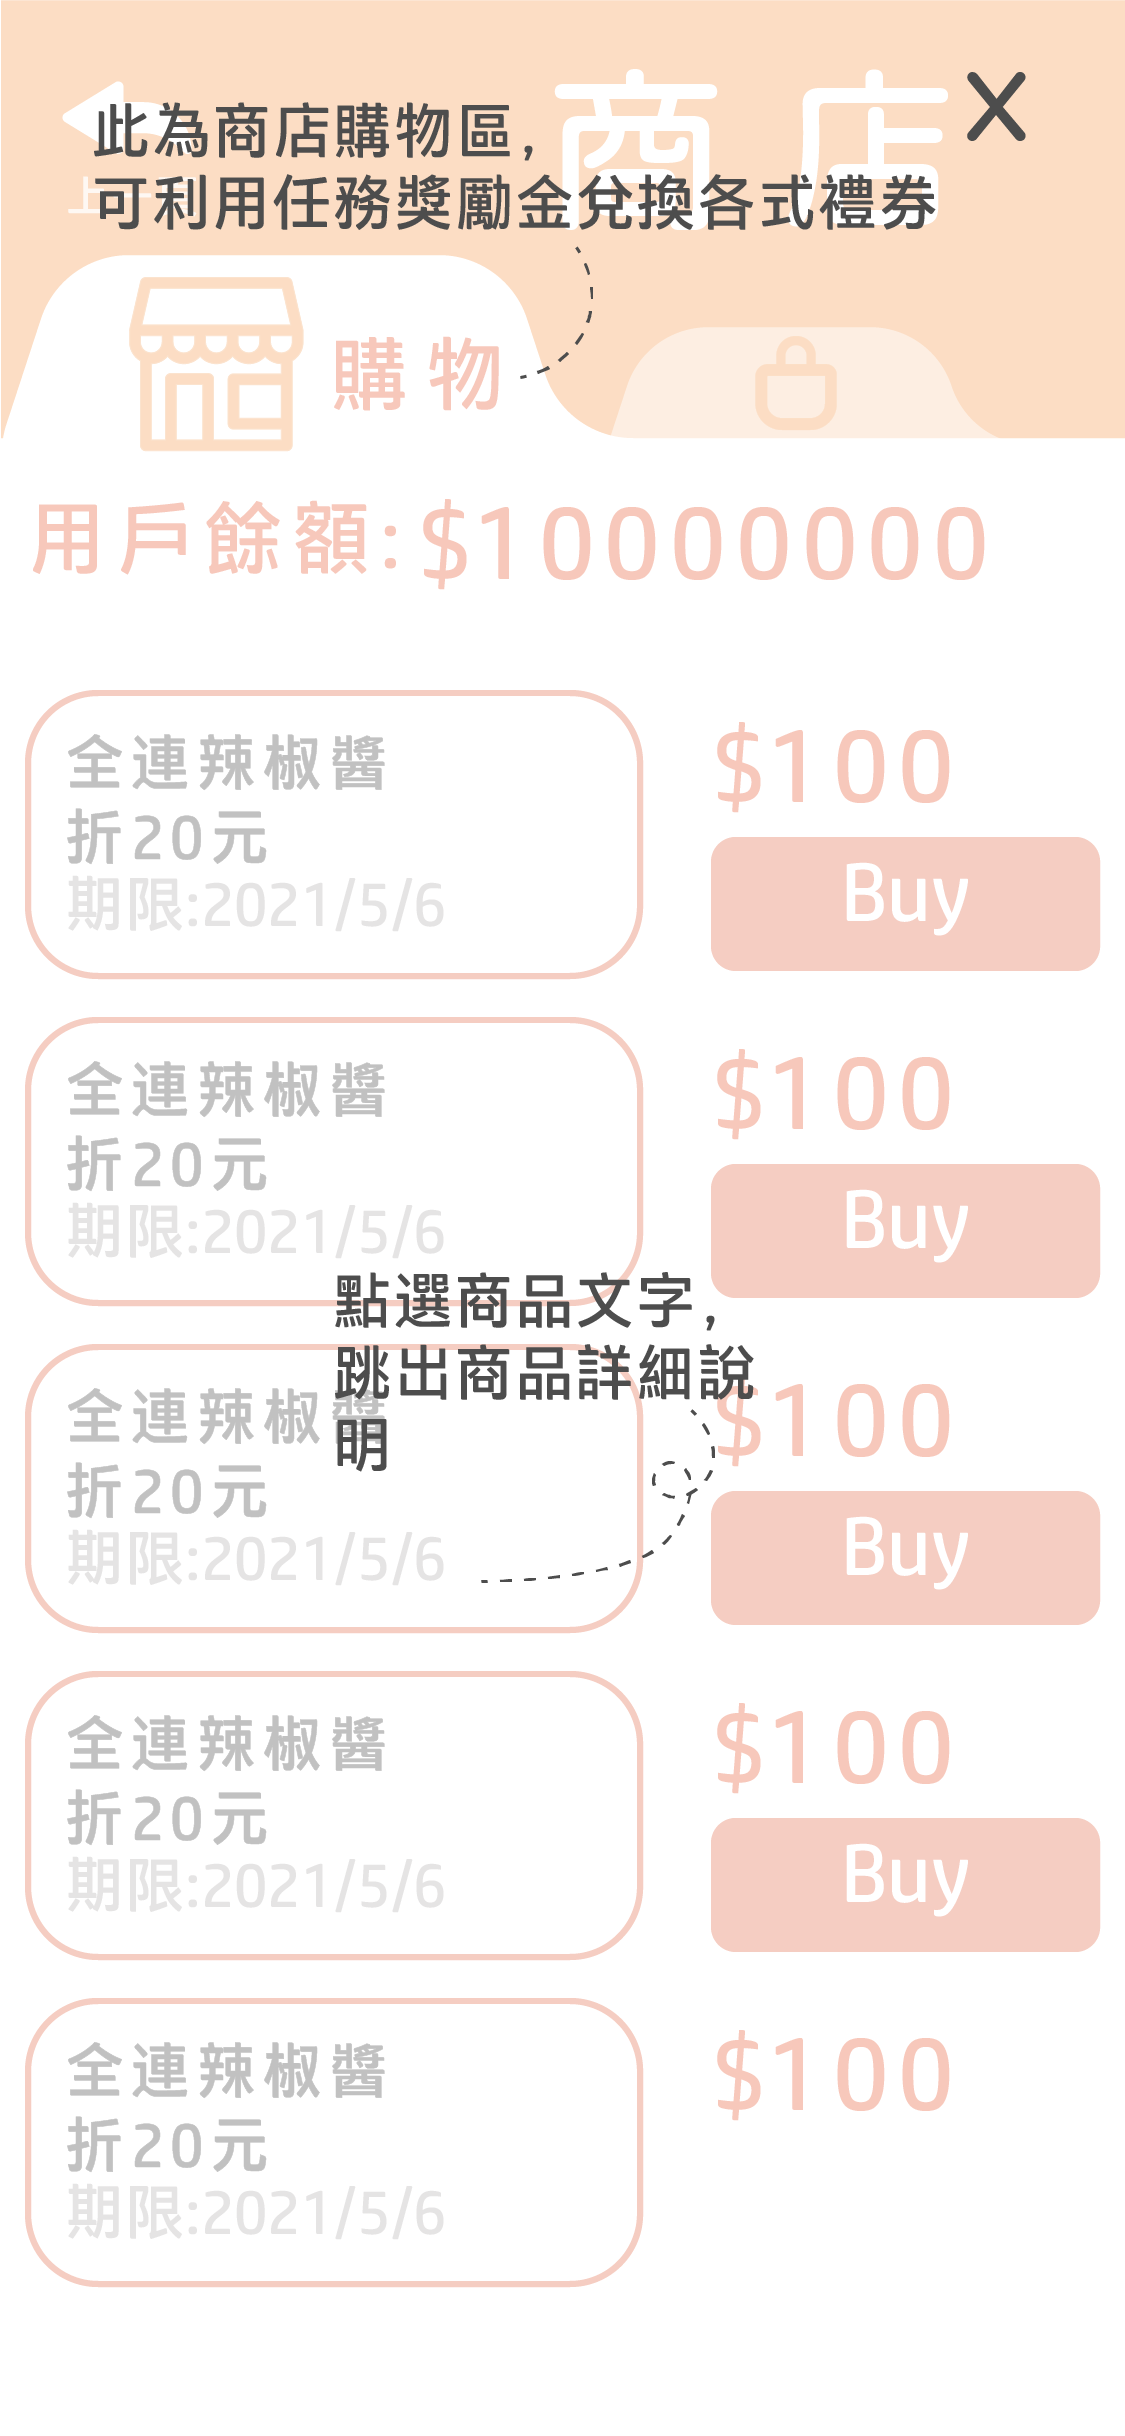 商店
上一
此為商店購物區，
可利用任務獎勵金兌換各式禮券
購物
用戶餘額:$10000000
全連辣椒醬
折20元
期限:2021/5/6
$100
Buy
全連辣椒醬
折20元
期限:2021/5/6
$100
Buy
點選商品文字，
跳出商品詳細說
明
全連辣椒醬
折20元
期限:2021/5/6
$100
Buy
全連辣椒醬
折20元
期限:2021/5/6
$100
Buy
全連辣椒醬
折20元
期限:2021/5/6
$100